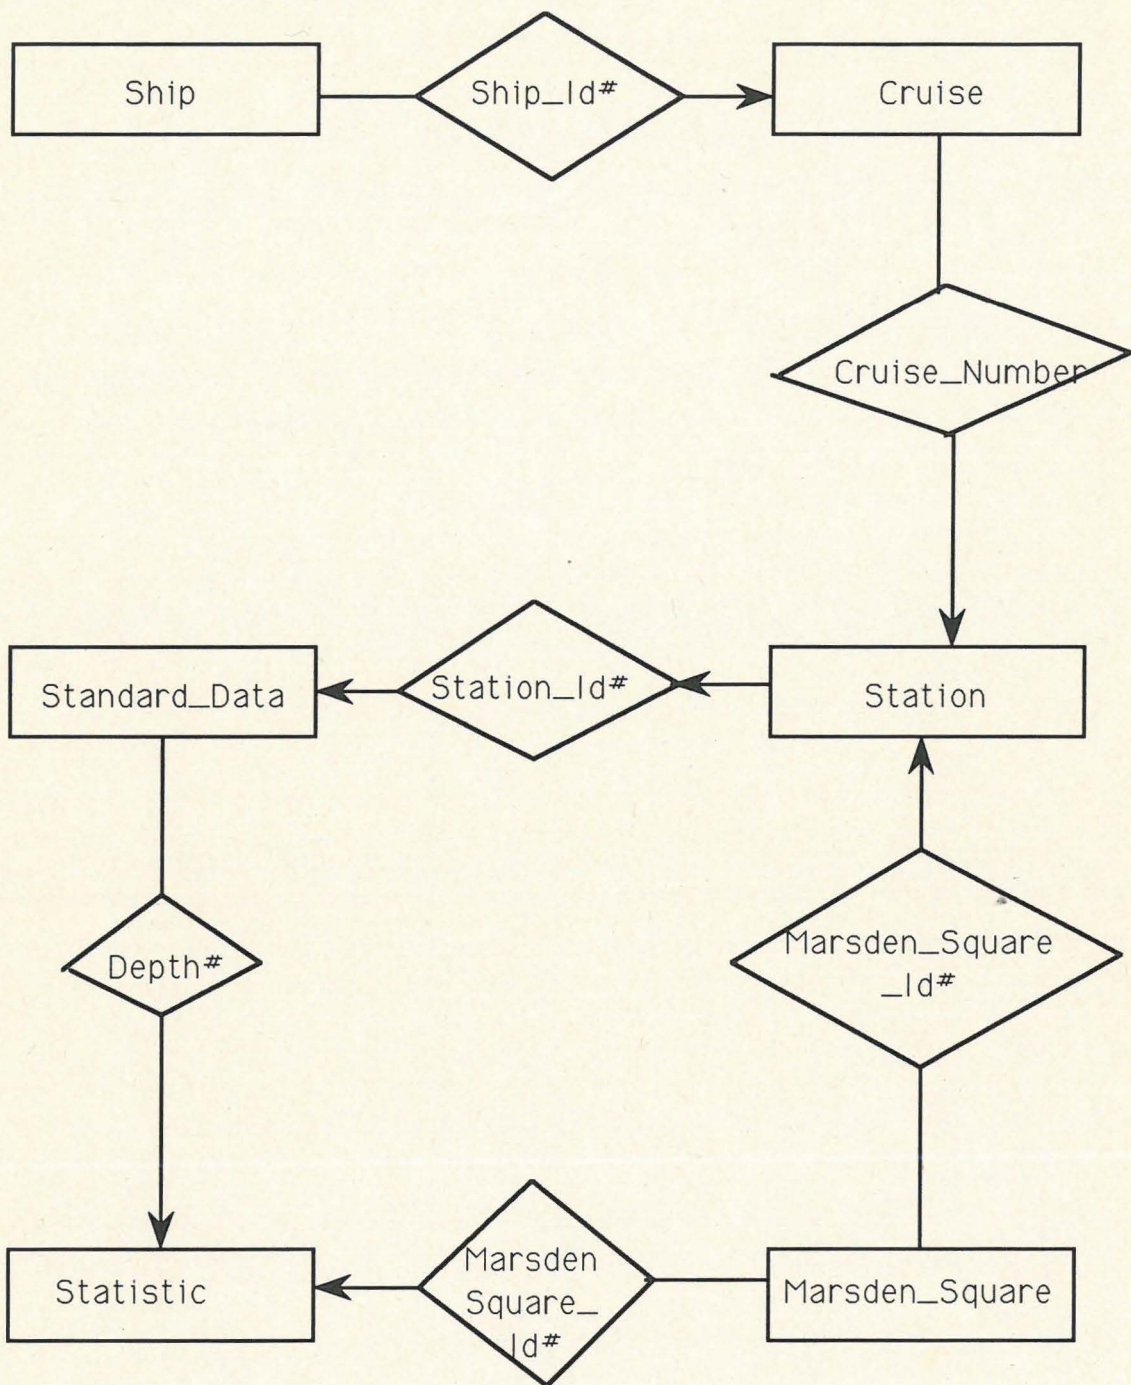 Ship
Ship_Id#
Cruise
Cruise_Number
Standard_Data
Station_Id#
Station
Depth#
Marsden_Square
_Id#
Statistic
Marsden
Square_
Id#
Marsden_Square